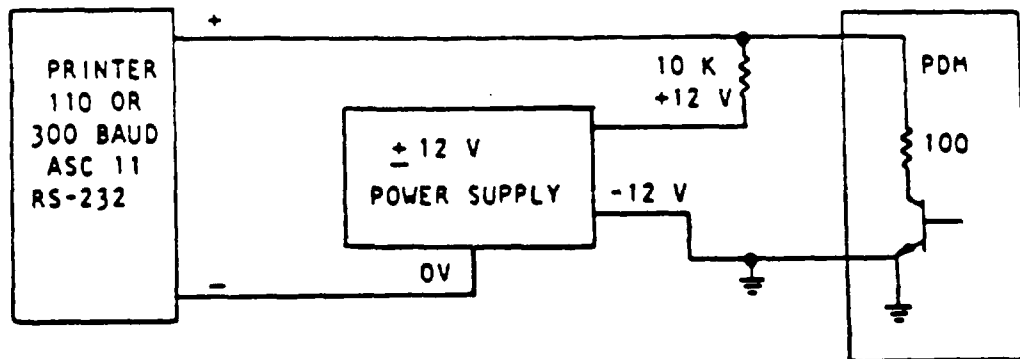 +
PRINTER
110 OR
300 BAUD
ASC 11
RS-232
−
± 12 V
POWER SUPPLY
0V
10 K
+12 V
-12 V
PDM
100